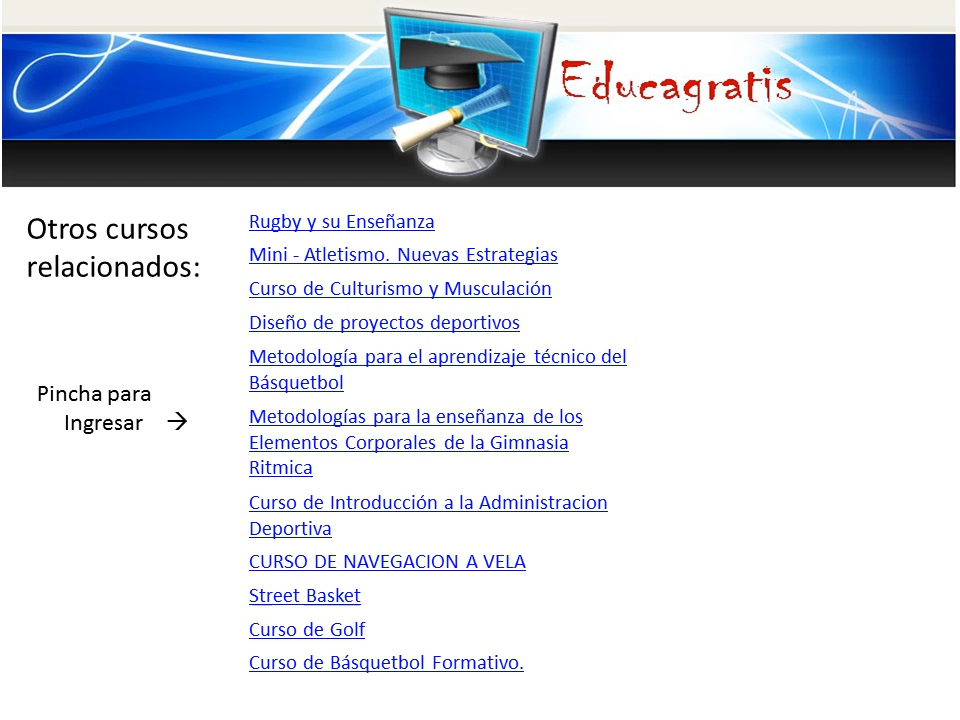 Educagratis
Otros cursos
relacionados:
Pincha para
Ingresar →
Rugby y su Enseñanza
Mini - Atletismo. Nuevas Estrategias
Curso de Culturismo y Musculación
Diseño de proyectos deportivos
Metodología para el aprendizaje técnico del
Básquetbol
Metodologías para la enseñanza de los
Elementos Corporales de la Gimnasia
Ritmica
Curso de Introducción a la Administracion
Deportiva
CURSO DE NAVEGACION A VELA
Street Basket
Curso de Golf
Curso de Básquetbol Formativo.